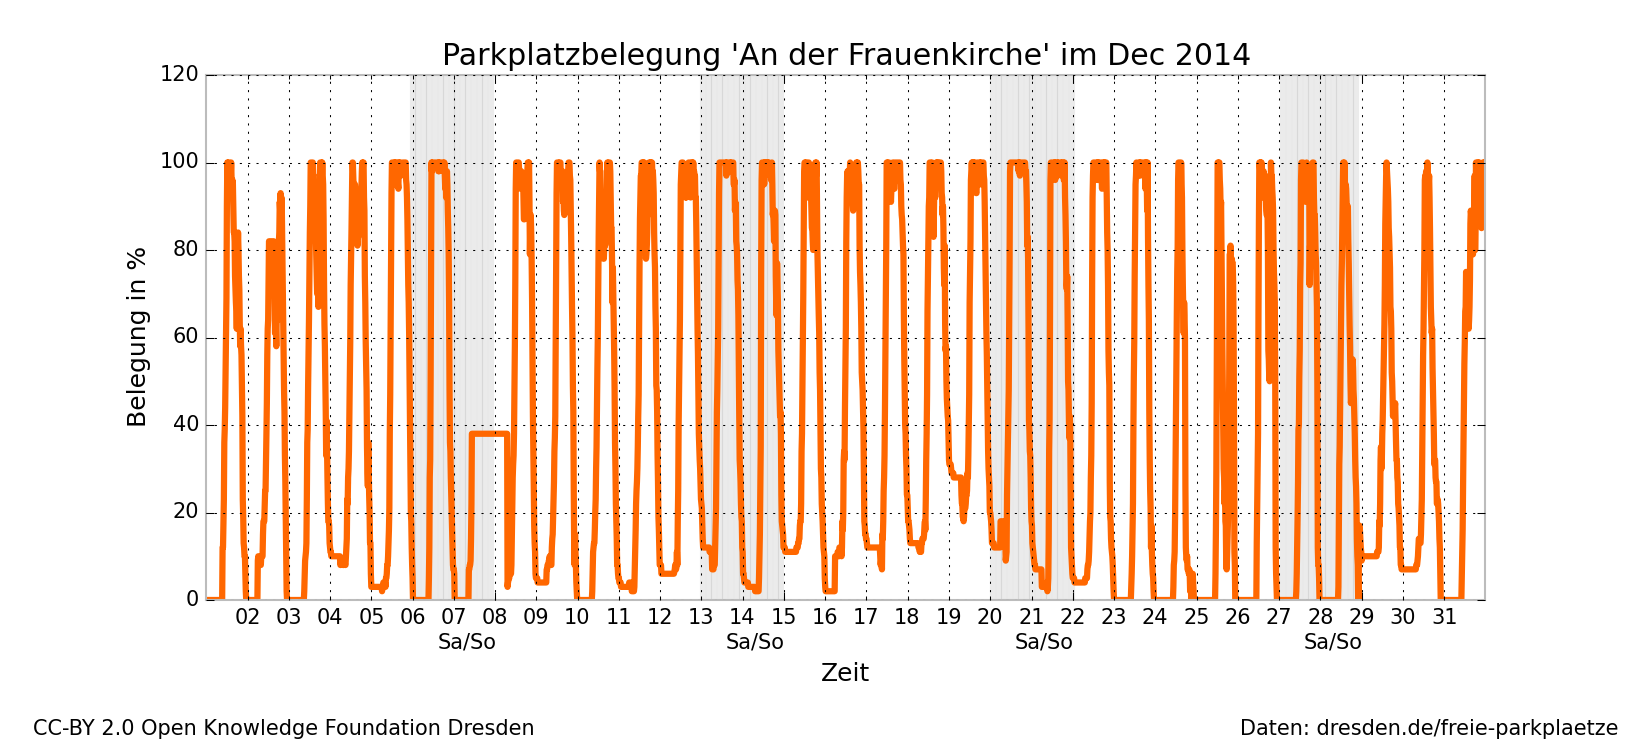 Parkplatzbelegung 'An der Frauenkirche' im Dec 2014
120
100
80
60
40
20
0
Belegung in %
02 03 04 05 06 07 08 09 10 11 12 13 14 15 16 17 18 19 20 21 22 23 24 25 26 27 28 29 30 31
Sa/So Sa/So Sa/So Sa/So
Zeit
CC-BY 2.0 Open Knowledge Foundation Dresden
Daten: dresden.de/freie-parkplaetze